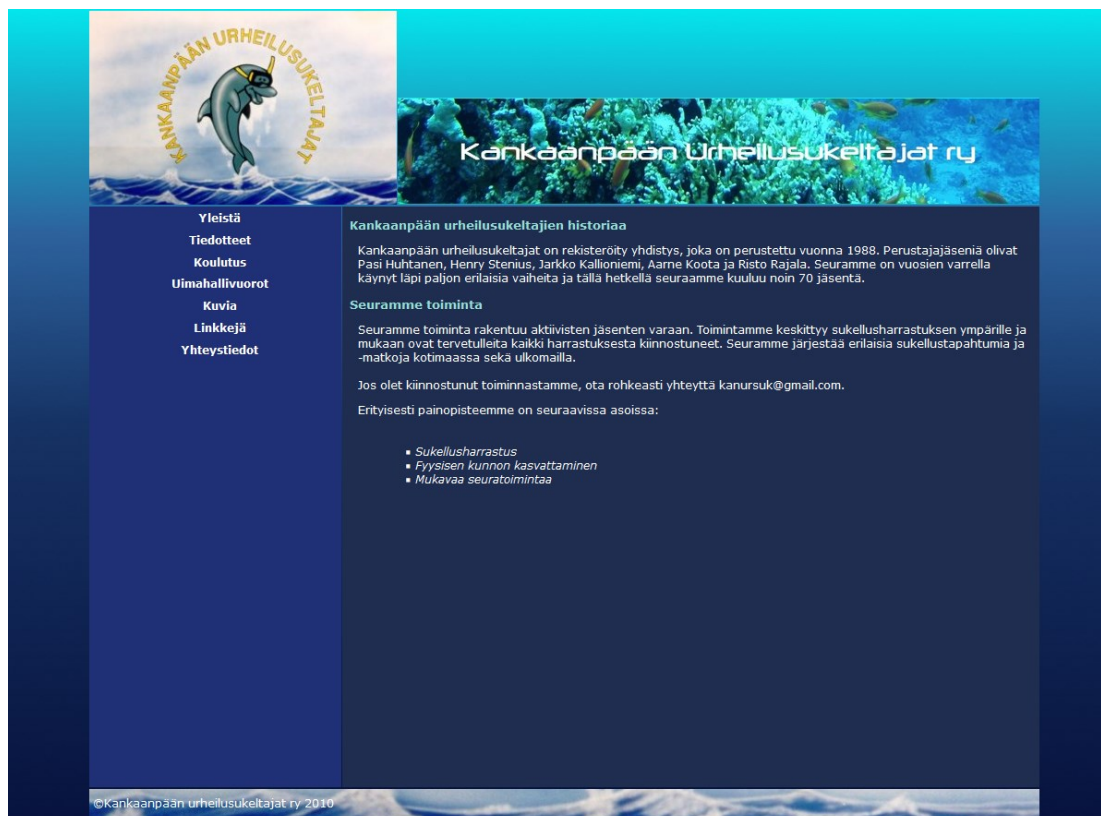 KANKAANPÄÄN URHEILUSUKELTAJAT
Kankaanpään Urheilusukeltajat ry
Yleistä
Tiedotteet
Koulutus
Uimahallivuorot
Kuvia
Linkkejä
Yhteystiedot
Kankaanpään urheilusukeltajien historiaa
Kankaanpään urheilusukeltajat on rekisteröity yhdistys, joka on perustettu vuonna 1988. Perustajajäseniä olivat
Pasi Huhtanen, Henry Stenius, Jarkko Kallioniemi, Aarne Koota ja Risto Rajala. Seuramme on vuosien varrella
käynyt läpi paljon erilaisia vaiheita ja tällä hetkellä seuraamme kuuluu noin 70 jäsentä.
Seuramme toiminta
Seuramme toiminta rakentuu aktiivisten jäsenten varaan. Toimintamme keskittyy sukellusharrastuksen ympärille ja
mukaan ovat tervetulleita kaikki harrastuksesta kiinnostuneet. Seuramme järjestää erilaisia sukellustapahtumia ja
-matkoja kotimaassa sekä ulkomailla.
Jos olet kiinnostunut toiminnastamme, ota rohkeasti yhteyttä kanursuk@gmail.com.
Erityisesti painopisteemme on seuraavissa asoissa:
▪ Sukellusharrastus
▪ Fyysisen kunnon kasvattaminen
▪ Mukavaa seuratoimintaa
©Kankaanpään urheilusukeltajat ry 2010